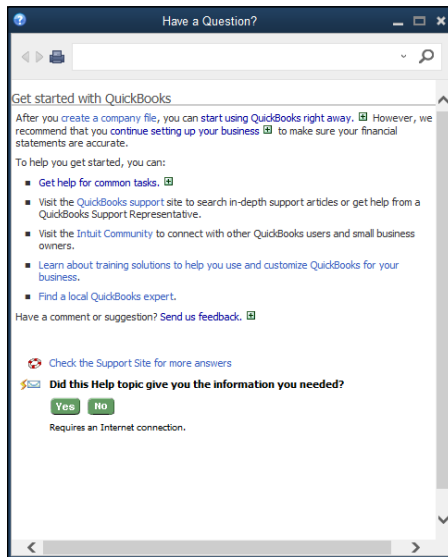 Have a Question?
Get started with QuickBooks
After you create a company file, you can start using QuickBooks right away. However, we
recommend that you continue setting up your business to make sure your financial
statements are accurate.
To help you get started, you can:
Get help for common tasks.
Visit the QuickBooks support site to search in-depth support articles or get help from a
QuickBooks Support Representative.
Visit the Intuit Community to connect with other QuickBooks users and small business
owners.
Learn about training solutions to help you use and customize QuickBooks for your
business.
Find a local QuickBooks expert.
Have a comment or suggestion? Send us feedback.
Check the Support Site for more answers
Did this Help topic give you the information you needed?
Yes No
Requires an Internet connection.